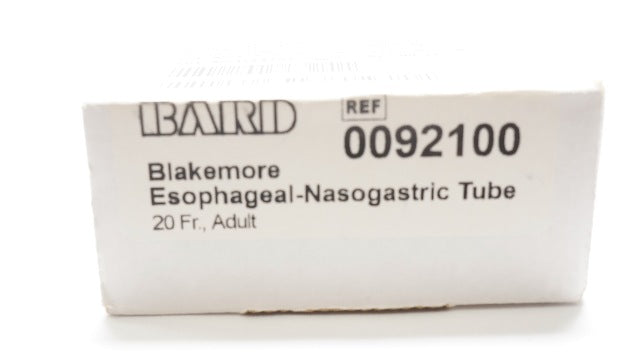 BARD
REF
0092100
Blakemore
Esophageal-Nasogastric Tube
20 Fr., Adult